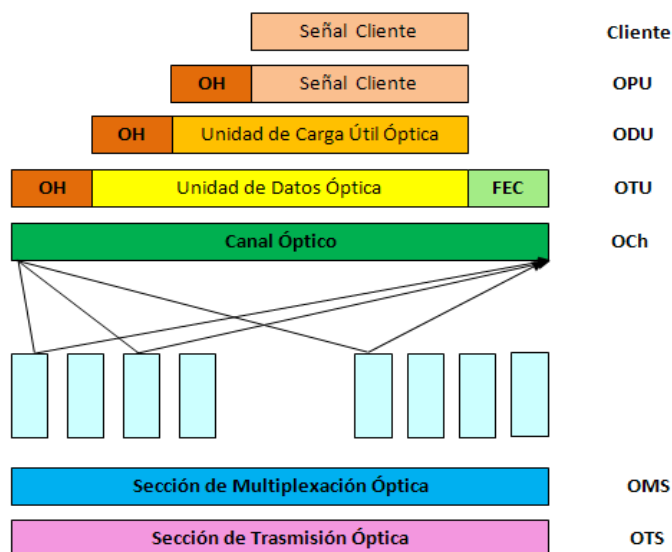 Señal Cliente Cliente
OH Señal Cliente OPU
OH Unidad de Carga Útil Óptica ODU
OH Unidad de Datos Óptica FEC OTU
Canal Óptico OCh
Sección de Multiplexación Óptica OMS
Sección de Trasmisión Óptica OTS